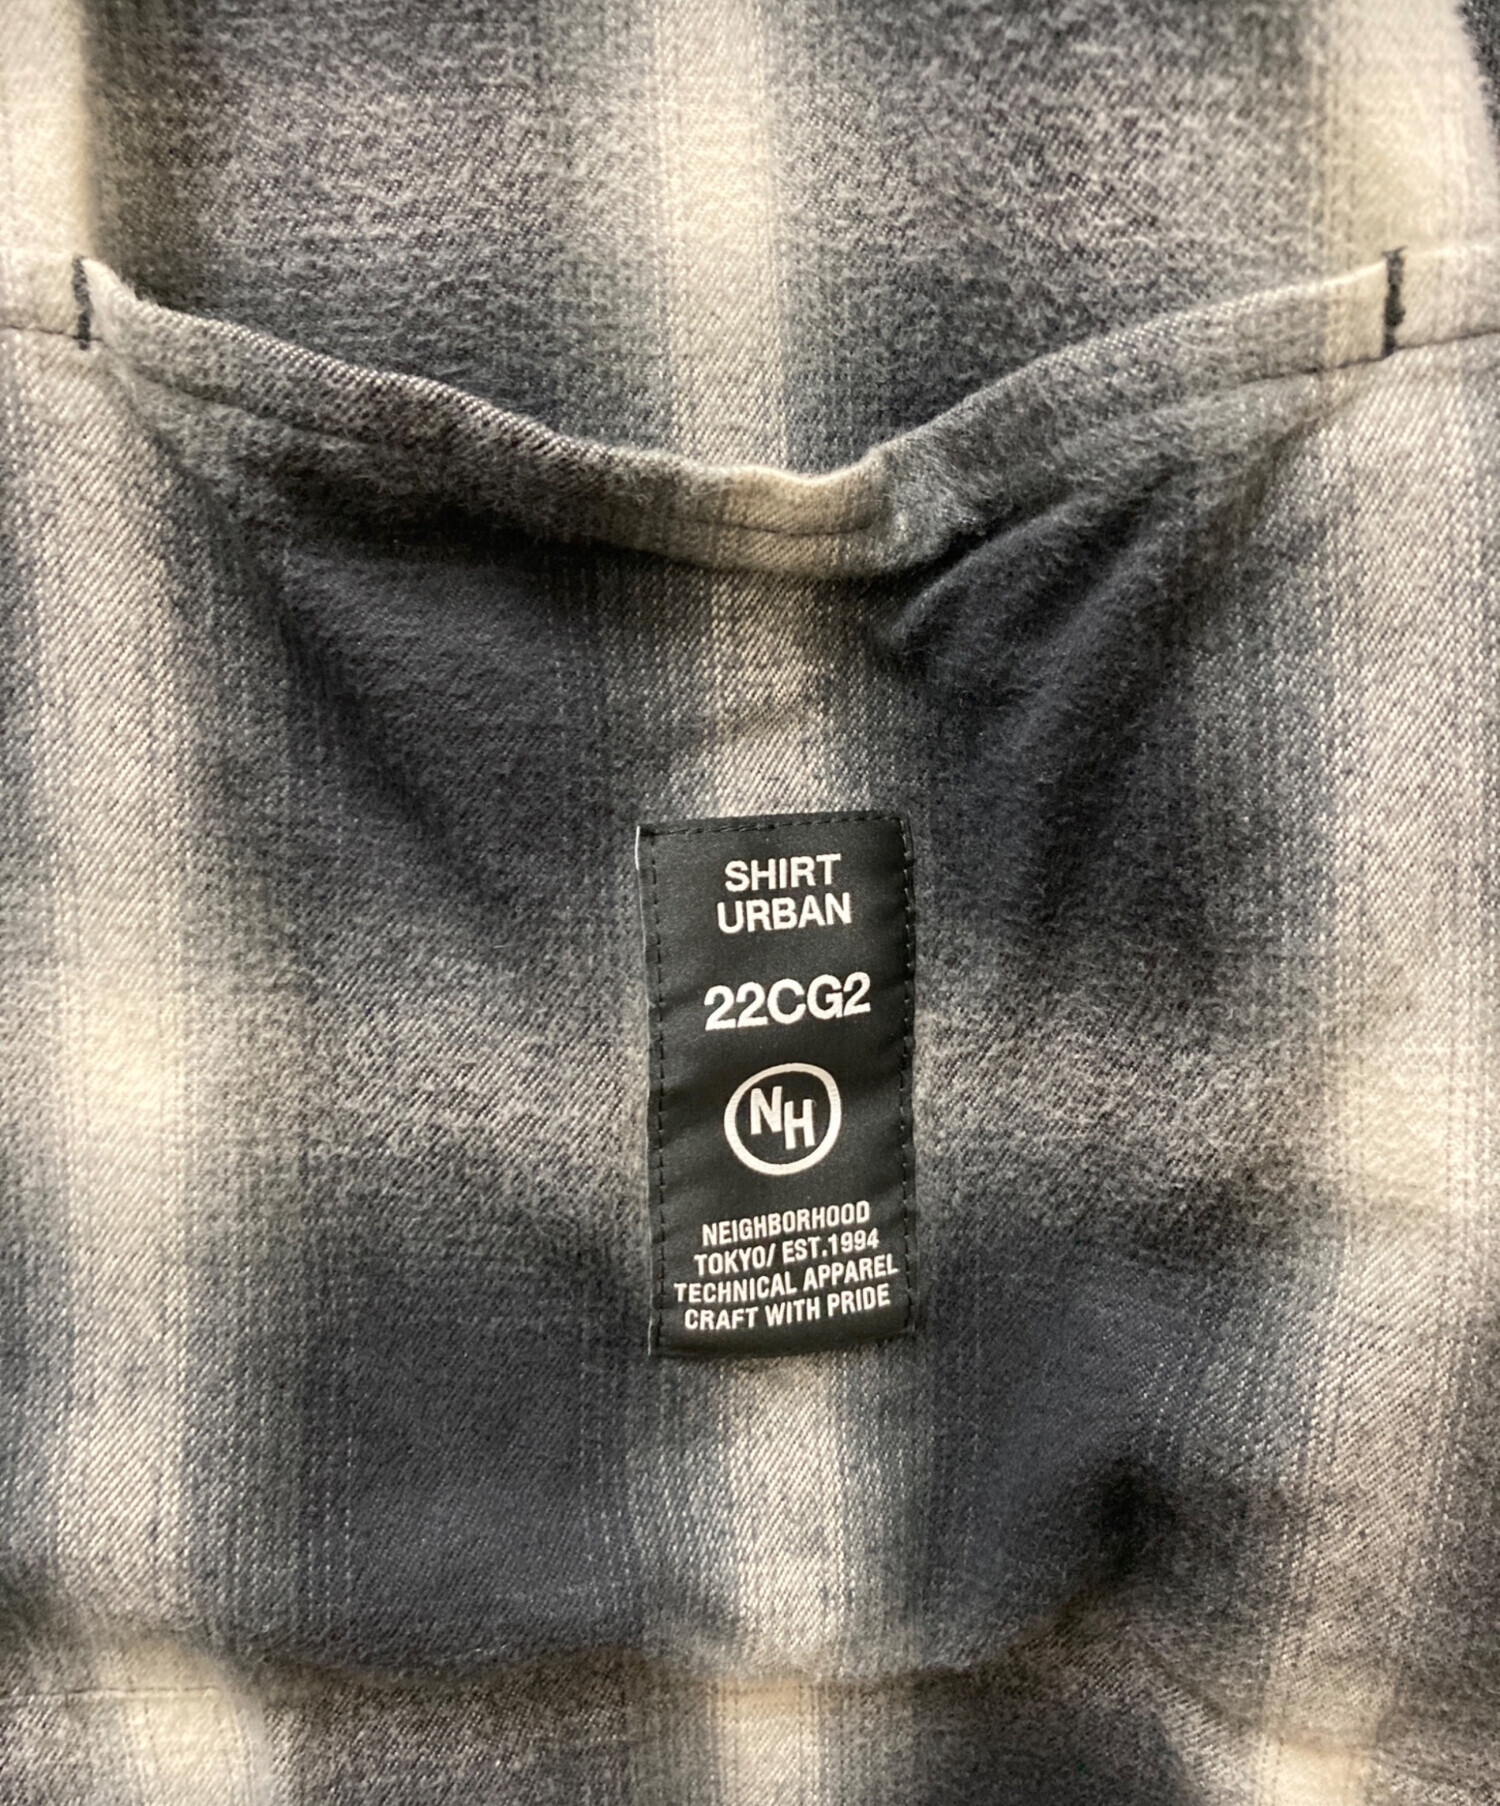 SHIRT
URBAN
22CG2
NH
NEIGHBORHOOD
TOKYO/ EST.1994
TECHNICAL APPAREL
CRAFT WITH PRIDE